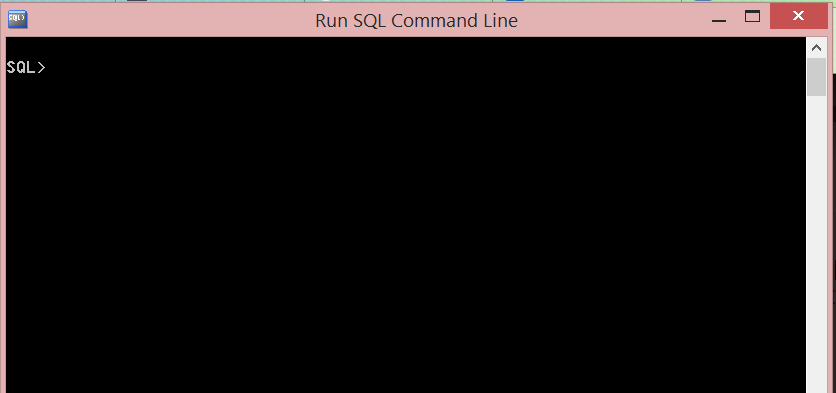 Run SQL Command Line
SQL>